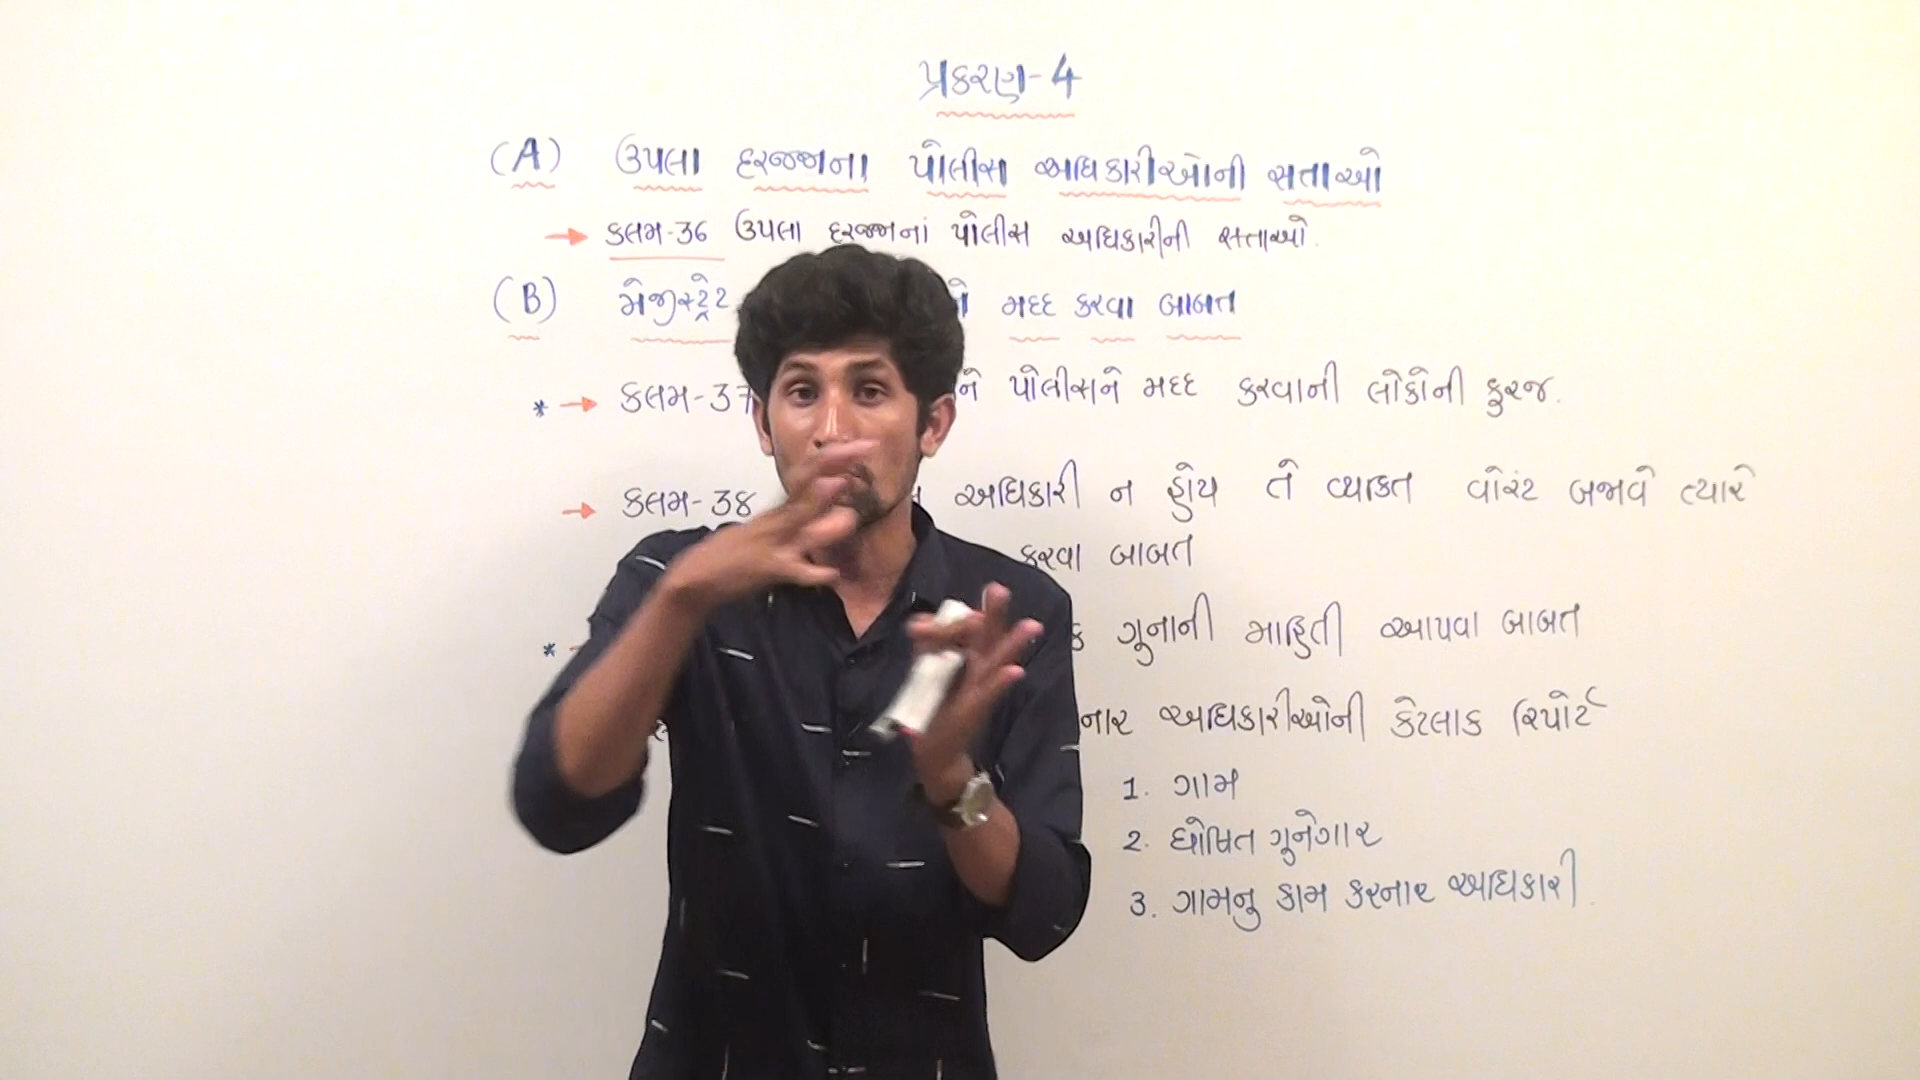 પ્રકરણ-4
(A) ઉપલા દરજ્જાના પોલીસ અધિકારીઓની સત્તાઓ
→ કલમ-36 ઉપલા દરજ્જાનાં પોલીસ અધિકારીની સત્તાઓ.
(B) મેજીસ્ટ્રેટ મદદ કરવા બાબત
* → કલમ-37 ને પોલીસને મદદ કરવાની લોકોની ફરજ.
→ કલમ-38 અધિકારી ન હોય તે વ્યકિત વોરંટ બજાવે ત્યારે
કરવા બાબત
* ગુનાની માહિતી આપવા બાબત
નાર અધિકારીઓની કેટલાક રિપોર્ટ
1. ગામ
2. ઘોષિત ગુનેગાર
3. ગામનુ કામ કરનાર અધિકારી.